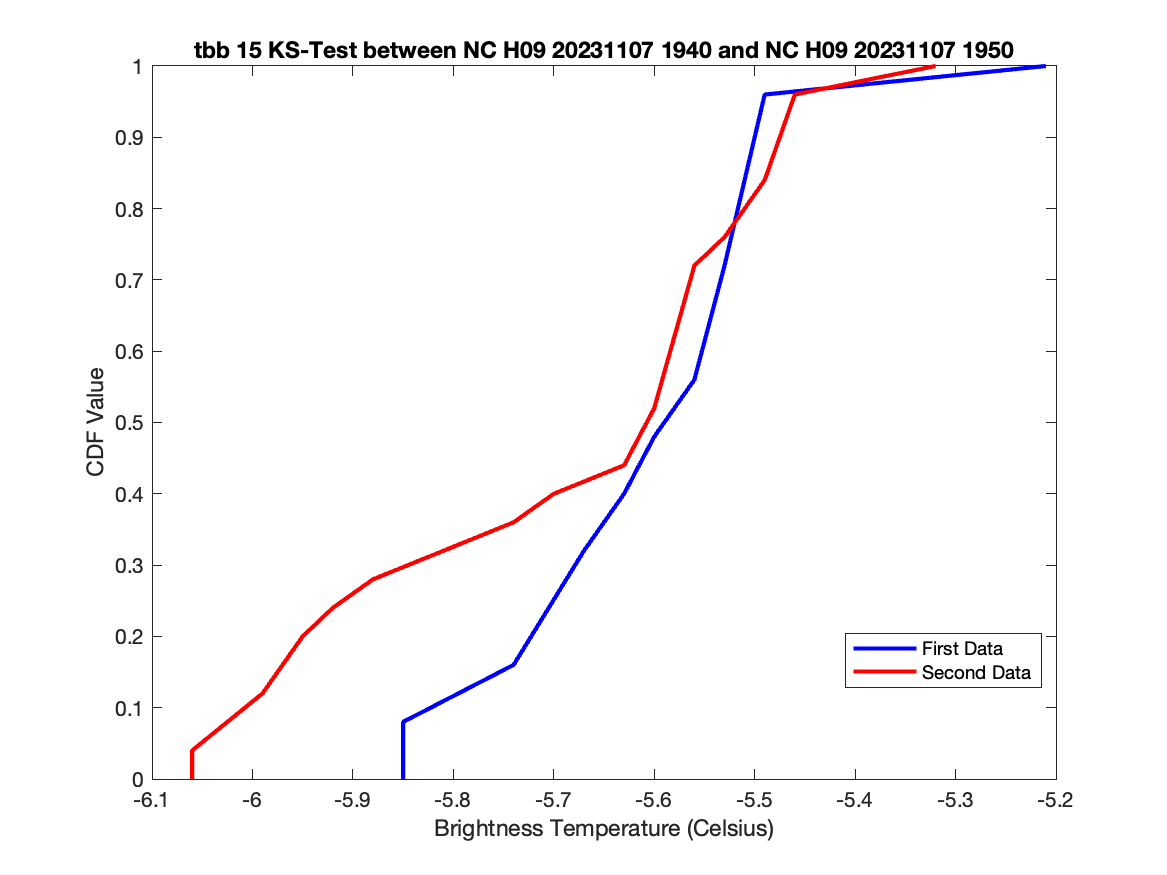 tbb 15 KS-Test between NC H09 20231107 1940 and NC H09 20231107 1950
1
0.9
0.8
0.7
0.6
0.5
0.4
0.3
0.2
0.1
0
CDF Value
First Data
Second Data
-6.1 -6 -5.9 -5.8 -5.7 -5.6 -5.5 -5.4 -5.3 -5.2
Brightness Temperature (Celsius)